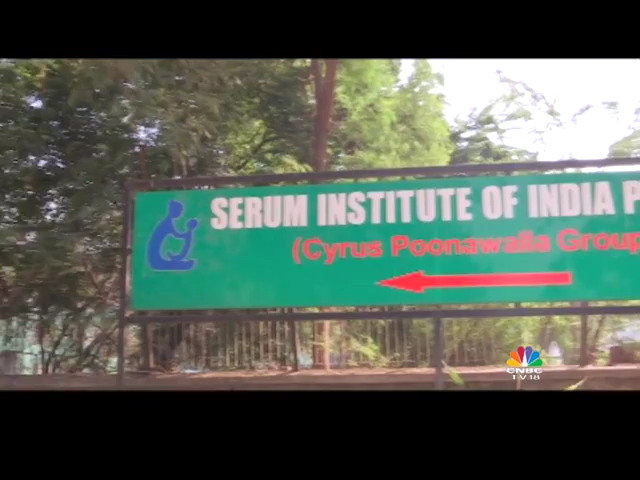 SERUM INSTITUTE OF INDIA P
(Cyrus Poonawalla Group
CNBC
TV18